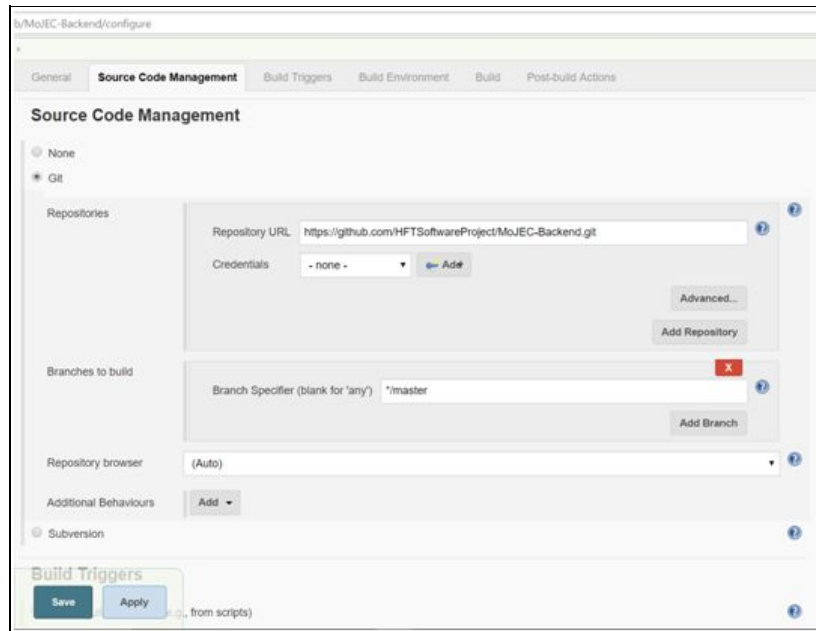 b/MoJEC-Backend/configure
General Source Code Management Build Triggers Build Environment Build Post-build Actions
Source Code Management
None
Git
Repositories
Repository URL https://github.com/HFTSoftwareProject/MoJEC-Backend.git
Credentials - none - Add
Advanced...
Add Repository
Branches to build
X
Branch Specifier (blank for 'any') */master
Add Branch
Repository browser (Auto)
Additional Behaviours Add
Subversion
Build Triggers
Save Apply , from scripts)